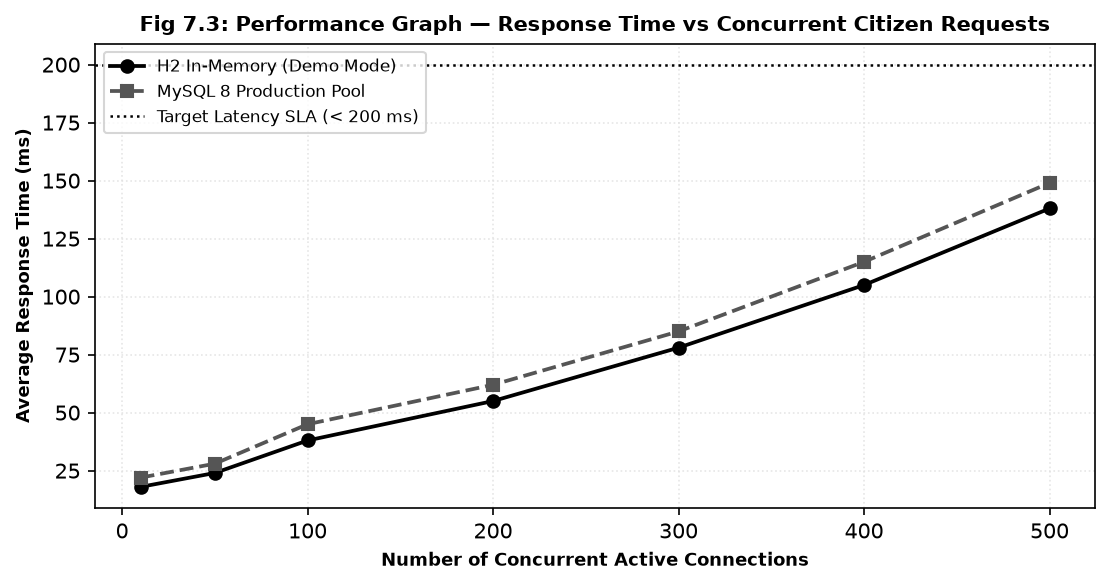 Fig 7.3: Performance Graph — Response Time vs Concurrent Citizen Requests
H2 In-Memory (Demo Mode)
MySQL 8 Production Pool
Target Latency SLA (< 200 ms)
Average Response Time (ms)
200
175
150
125
100
75
50
25
0 100 200 300 400 500
Number of Concurrent Active Connections